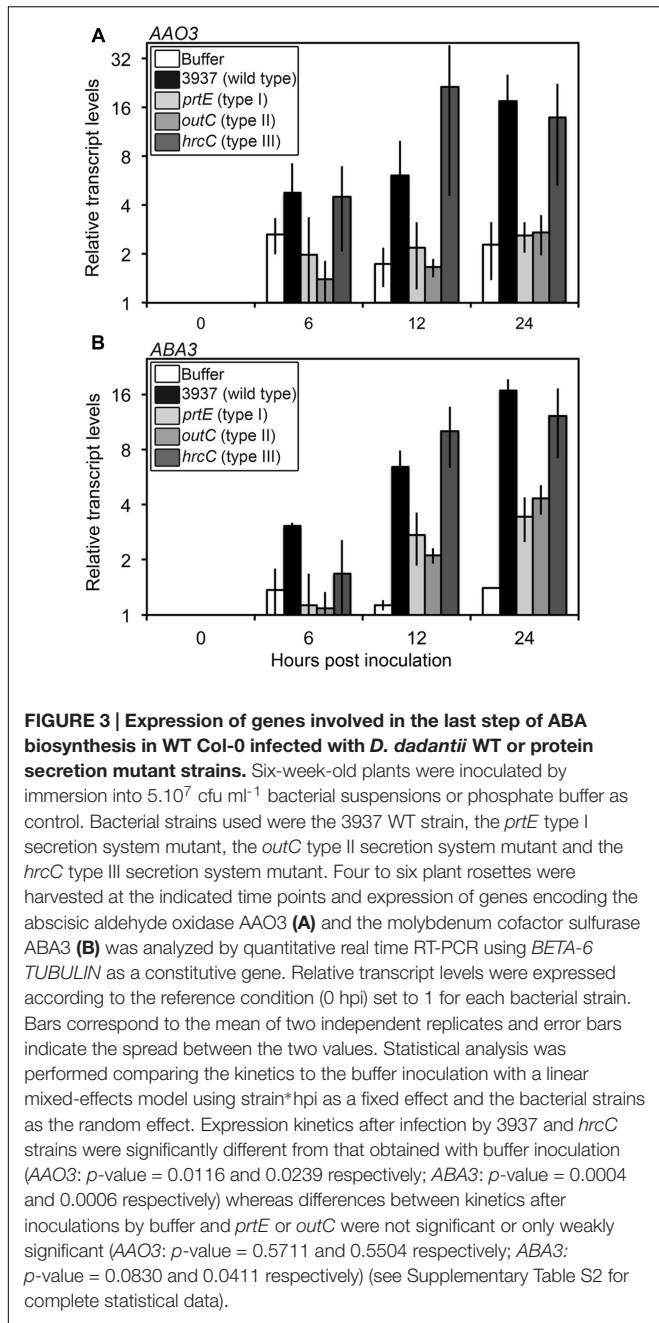 A
AAO3
Relative transcript levels
32
16
8
4
2
1
Buffer
3937 (wild type)
prtE (type I)
outC (type II)
hrcC (type III)
0
6
12
24
B
ABA3
Relative transcript levels
16
8
4
2
1
Buffer
3937 (wild type)
prtE (type I)
outC (type II)
hrcC (type III)
0
6
12
24
Hours post inoculation
FIGURE 3 | Expression of genes involved in the last step of ABA
biosynthesis in WT Col-0 infected with D. dadantii WT or protein
secretion mutant strains. Six-week-old plants were inoculated by
immersion into 5.10⁷ cfu ml⁻¹ bacterial suspensions or phosphate buffer as
control. Bacterial strains used were the 3937 WT strain, the prtE type I
secretion system mutant, the outC type II secretion system mutant and the
hrcC type III secretion system mutant. Four to six plant rosettes were
harvested at the indicated time points and expression of genes encoding the
abscisic aldehyde oxidase AAO3 (A) and the molybdenum cofactor sulfurase
ABA3 (B) was analyzed by quantitative real time RT-PCR using BETA-6
TUBULIN as a constitutive gene. Relative transcript levels were expressed
according to the reference condition (0 hpi) set to 1 for each bacterial strain.
Bars correspond to the mean of two independent replicates and error bars
indicate the spread between the two values. Statistical analysis was
performed comparing the kinetics to the buffer inoculation with a linear
mixed-effects model using strain*hpi as a fixed effect and the bacterial strains
as the random effect. Expression kinetics after infection by 3937 and hrcC
strains were significantly different from that obtained with buffer inoculation
(AAO3: p-value = 0.0116 and 0.0239 respectively; ABA3: p-value = 0.0004
and 0.0006 respectively) whereas differences between kinetics after
inoculations by buffer and prtE or outC were not significant or only weakly
significant (AAO3: p-value = 0.5711 and 0.5504 respectively; ABA3:
p-value = 0.0830 and 0.0411 respectively) (see Supplementary Table S2 for
complete statistical data).